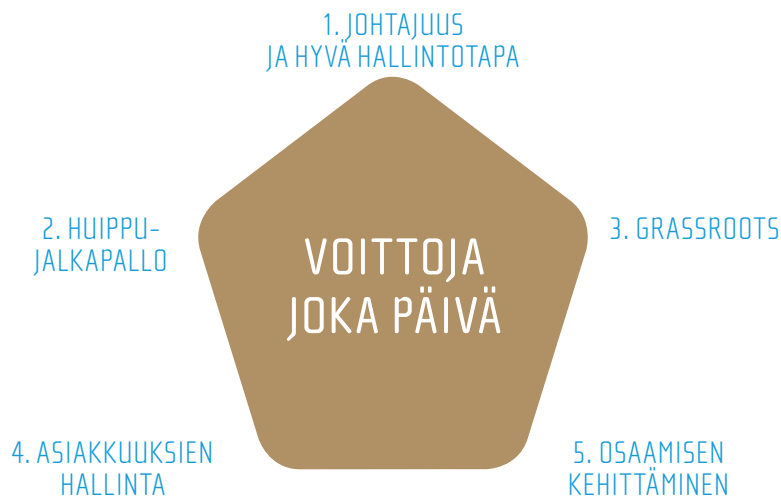 1. JOHTAJUUS
JA HYVÄ HALLINTOTAPA
2. HUIPPU-
JALKAPALLO
3. GRASSROOTS
VOITTOJA
JOKA PÄIVÄ
4. ASIAKKUUKSIEN
HALLINTA
5. OSAAMISEN
KEHITTÄMINEN